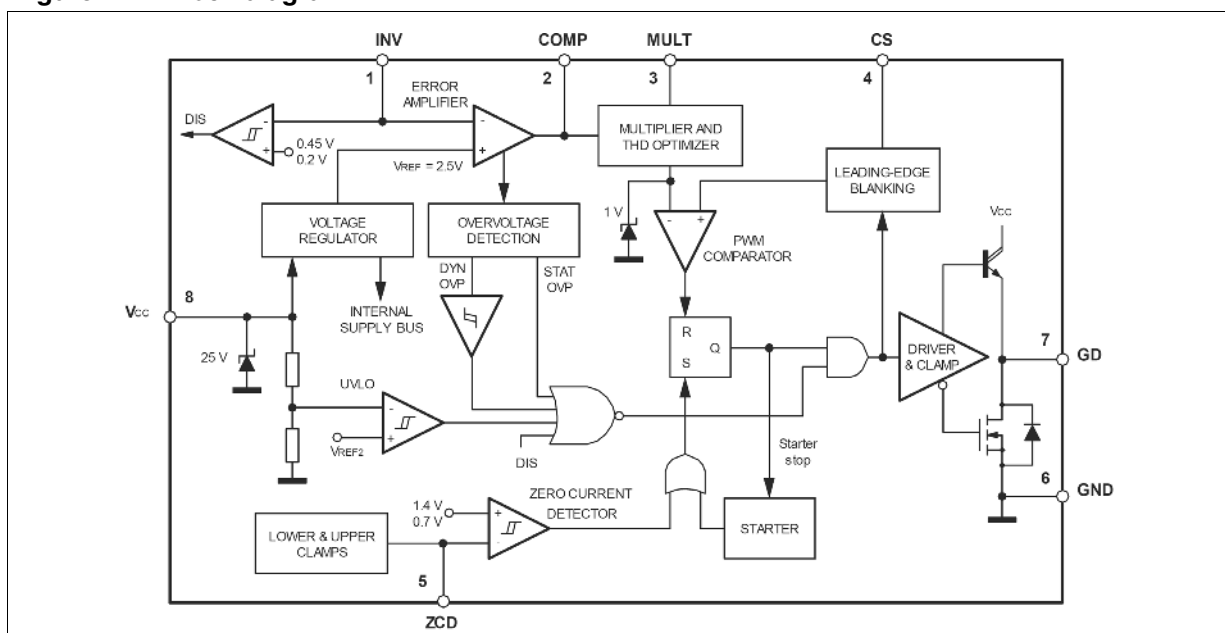 INV COMP MULT CS
1 2 3 4
ERROR
AMPLIFIER
DIS
-
+
0.45 V
0.2 V
-
+
VREF = 2.5V
MULTIPLIER AND
THD OPTIMIZER
LEADING-EDGE
BLANKING
VOLTAGE
REGULATOR
OVERVOLTAGE
DETECTION
1 V
- +
PWM
COMPARATOR
Vcc
DYN
OVP
STAT
OVP
INTERNAL
SUPPLY BUS
Vcc
8
25 V
R
S
Q
DRIVER
& CLAMP
7
GD
UVLO
-
+
VREF2
DIS
Starter
stop
6
GND
1.4 V
0.7 V
+
-
ZERO CURRENT
DETECTOR
LOWER & UPPER
CLAMPS
STARTER
5
ZCD